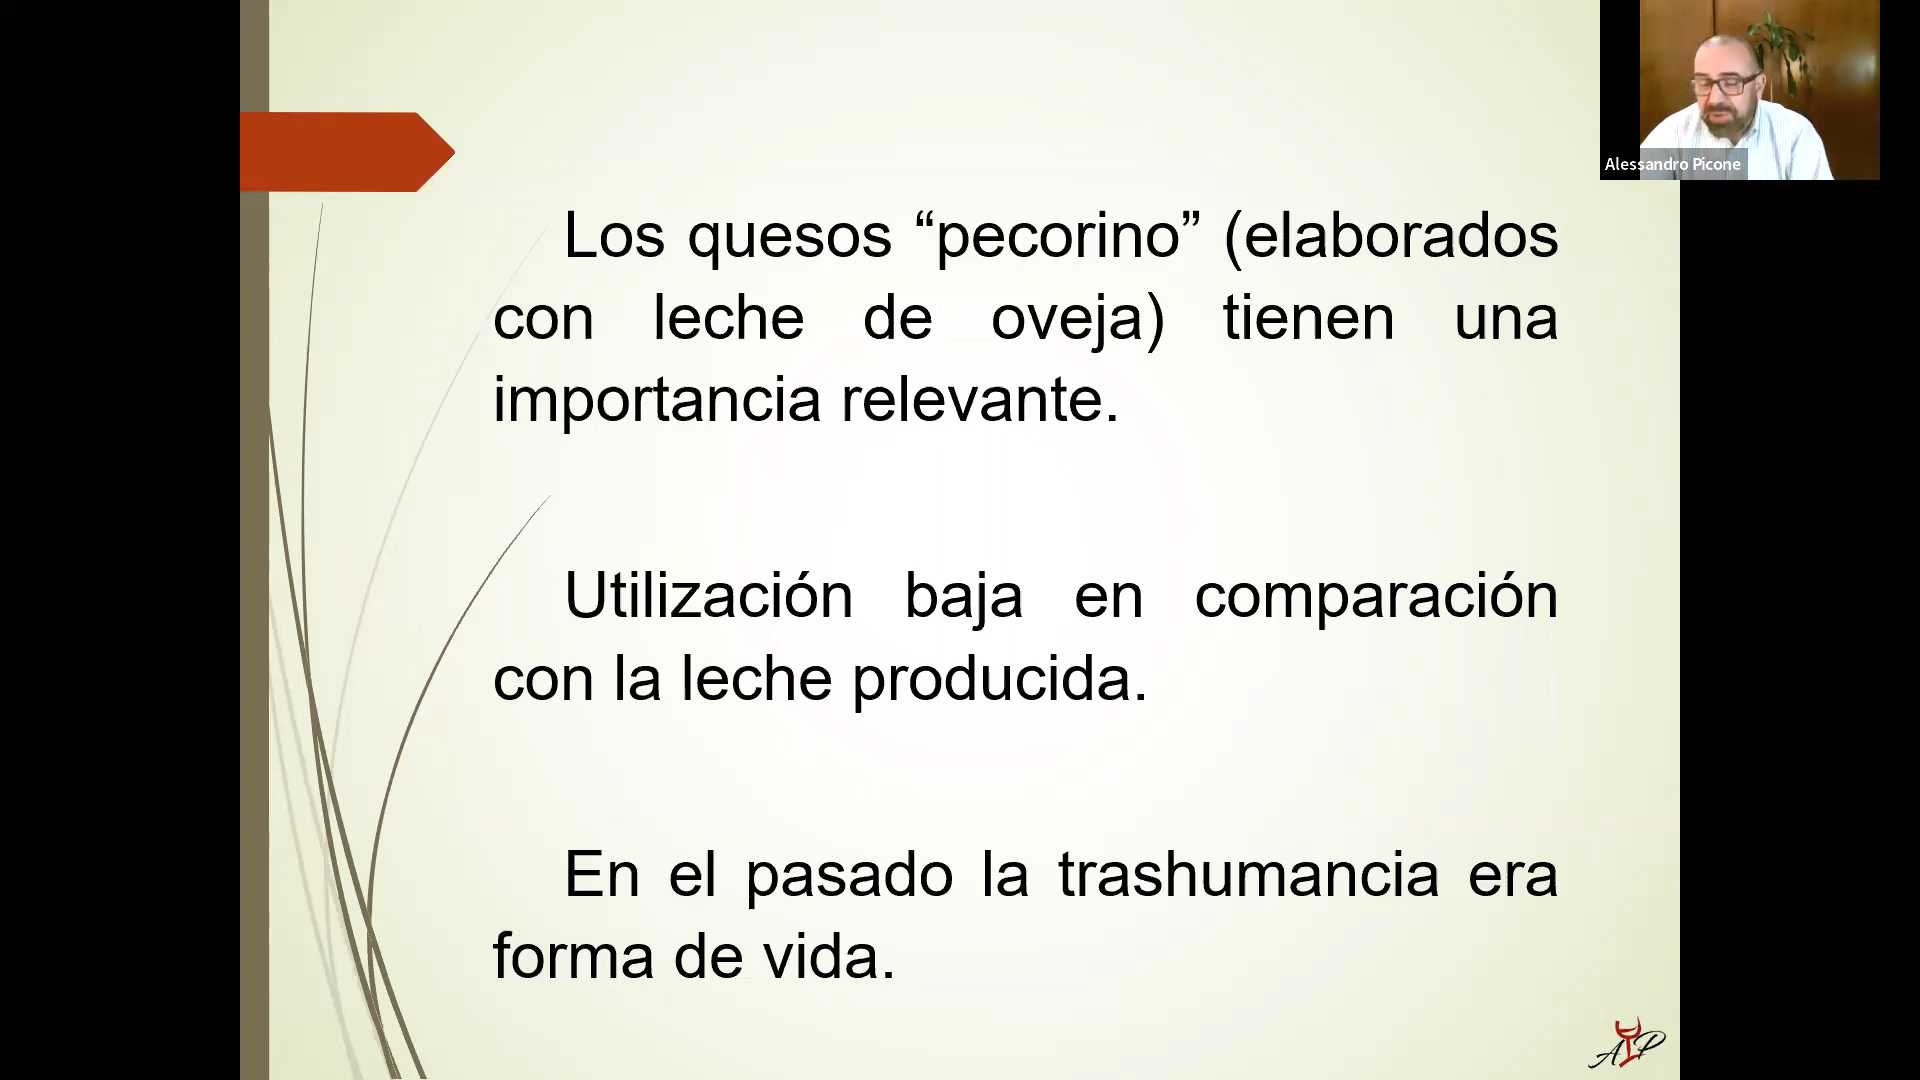 Alessandro Picone
Los quesos “pecorino” (elaborados
con leche de oveja) tienen una
importancia relevante.
Utilización baja en comparación
con la leche producida.
En el pasado la trashumancia era
forma de vida.
AP